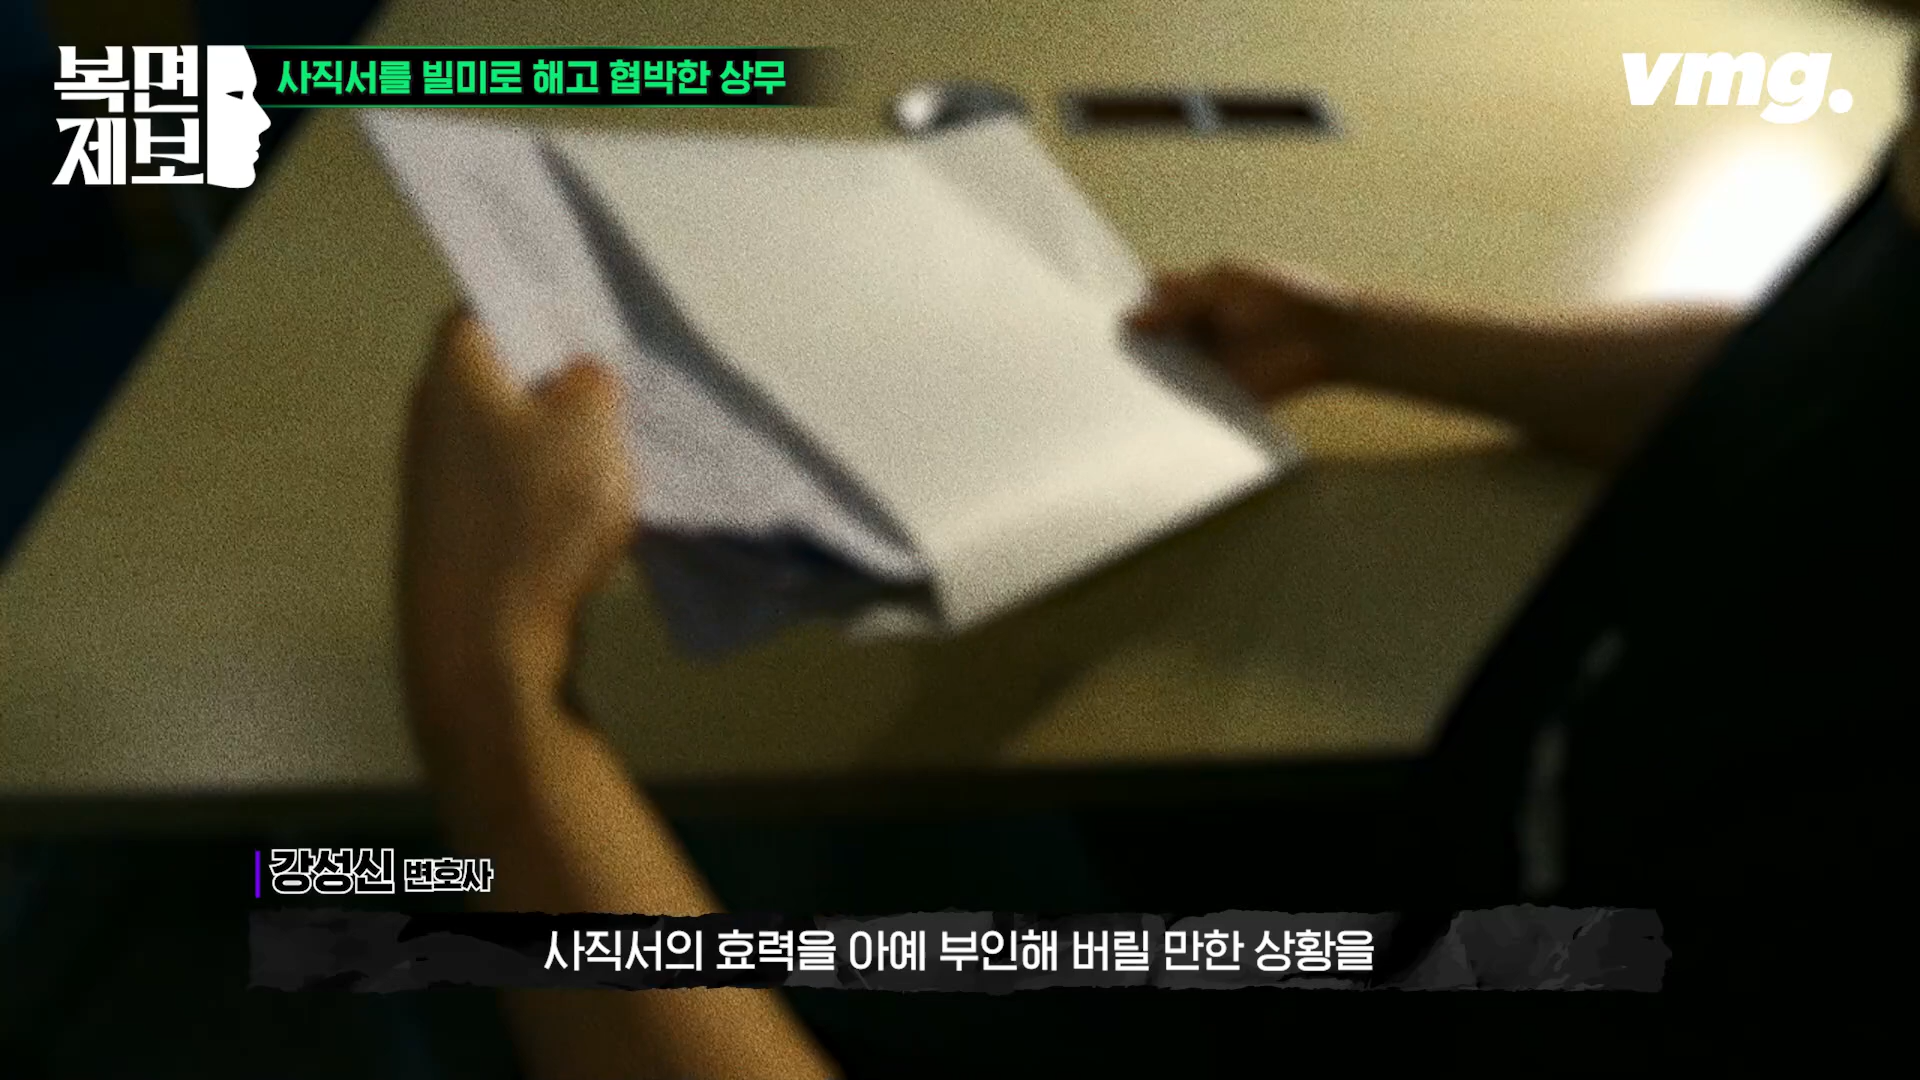 복면
제보
사직서를 빌미로 해고 협박한 상무
vmg.
강성신 변호사
사직서의 효력을 아예 부인해 버릴 만한 상황을